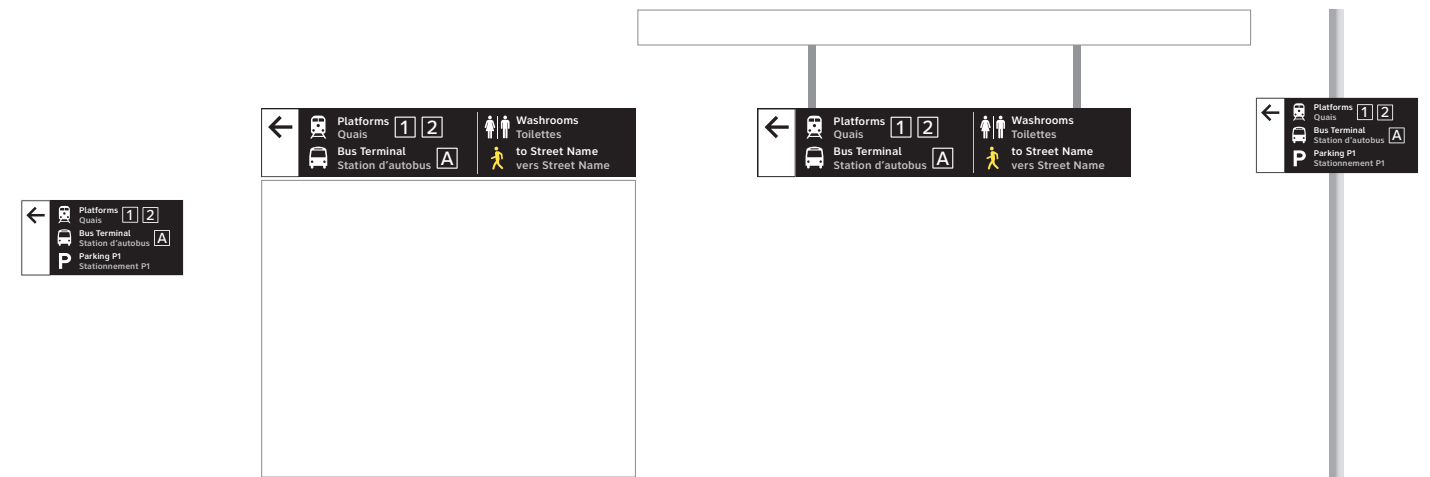 Platforms 1 2
Quais
Bus Terminal A
Station d'autobus
Parking P1
P
Stationnement P1
Platforms 1 2
Quais
Bus Terminal A
Station d'autobus
Washrooms
Toilettes
to Street Name
vers Street Name
Platforms 1 2
Quais
Bus Terminal A
Station d'autobus
Washrooms
Toilettes
to Street Name
vers Street Name
Platforms 1 2
Quais
Bus Terminal A
Station d'autobus
Parking P1
P
Stationnement P1